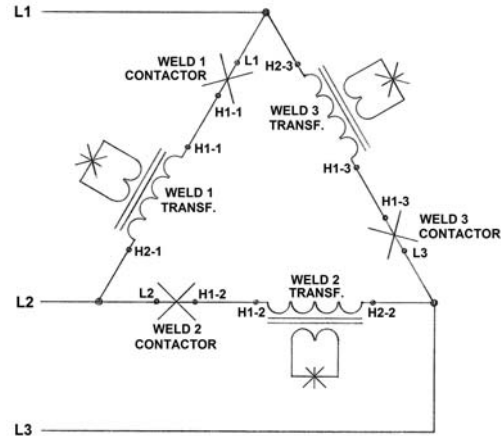 L1
WELD 1
CONTACTOR
L1
H1-1
H1-1
WELD 1
TRANSF.
H2-1
H2-3
WELD 3
TRANSF.
H1-3
H1-3
WELD 3
CONTACTOR
L3
L2
L2
H1-2
WELD 2
CONTACTOR
H1-2
WELD 2
TRANSF.
H2-2
L3